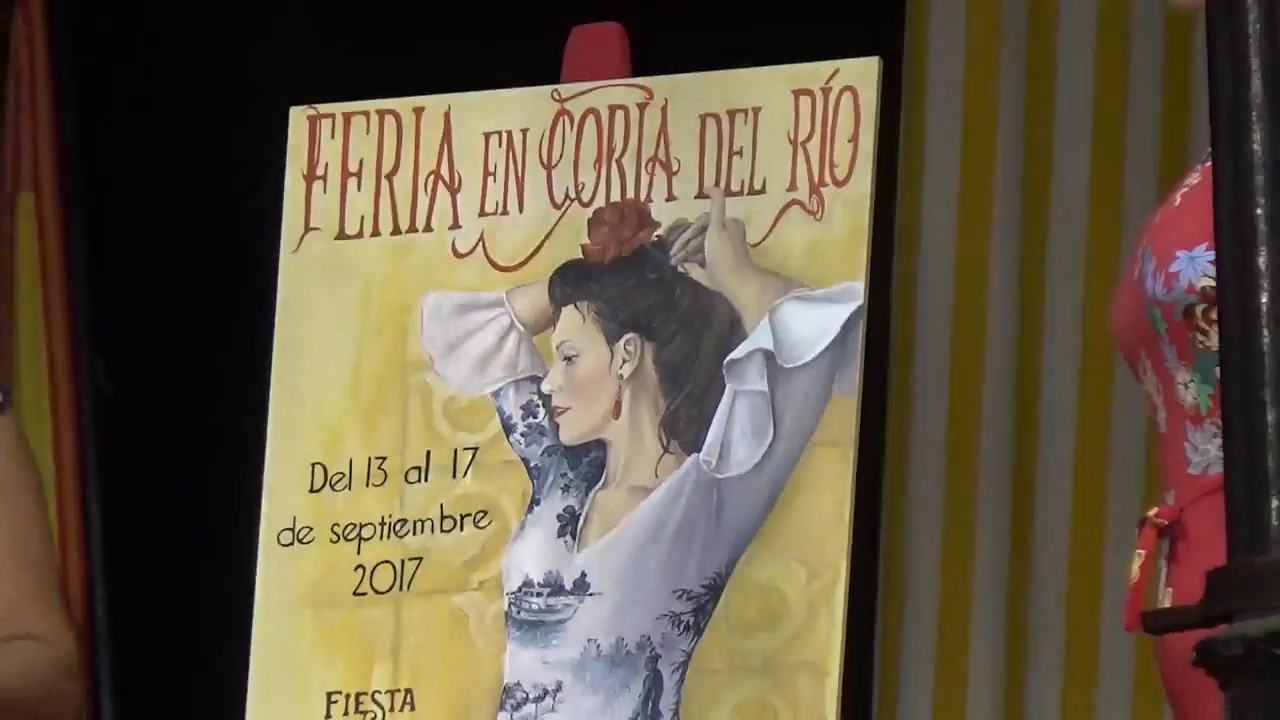 FERIA EN CORIA DEL RÍO
Del 13 al 17
de septiembre
2017
FIESTA